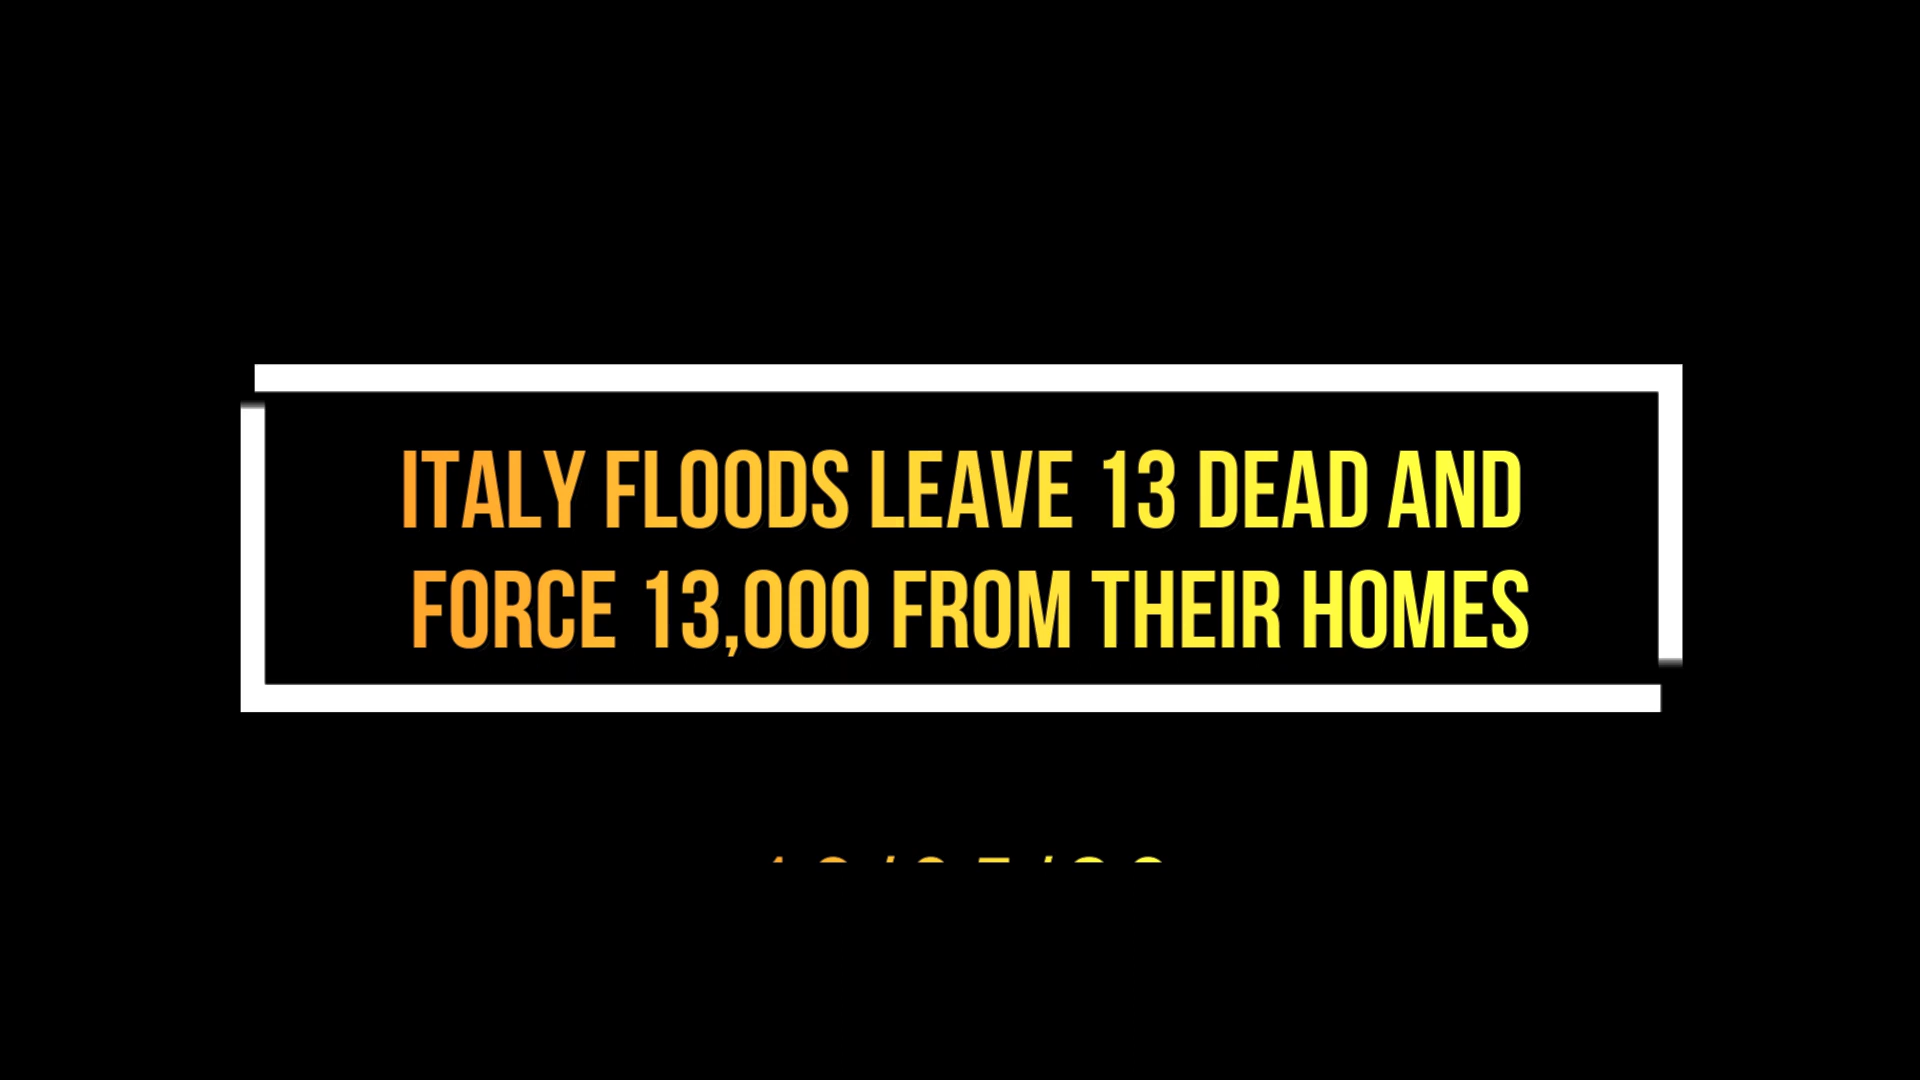 ITALY FLOODS LEAVE 13 DEAD AND
FORCE 13,000 FROM THEIR HOMES